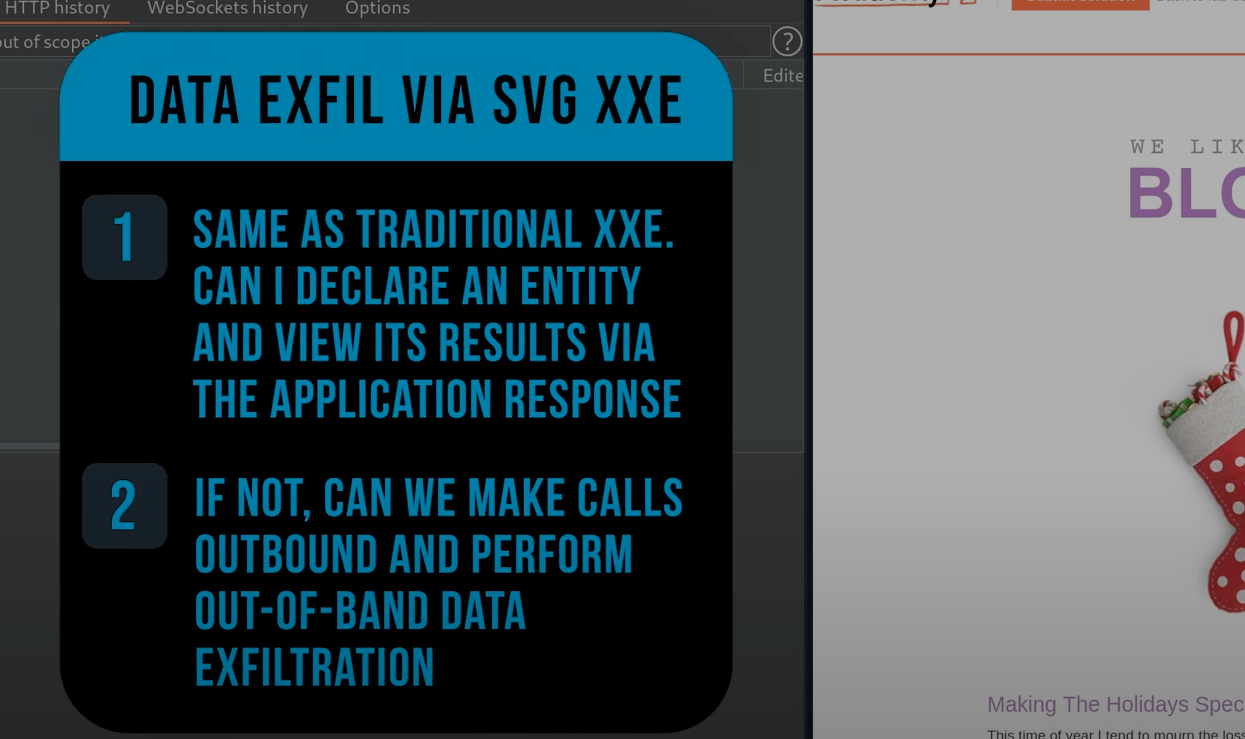 HTTP history
WebSockets history
Options
out of scope
?
Edite
DATA EXFIL VIA SVG XXE
1
SAME AS TRADITIONAL XXE.
CAN I DECLARE AN ENTITY
AND VIEW ITS RESULTS VIA
THE APPLICATION RESPONSE
2
IF NOT, CAN WE MAKE CALLS
OUTBOUND AND PERFORM
OUT-OF-BAND DATA
EXFILTRATION
WE LIK
BLO
Making The Holidays Spec
This time of year I tend to mourn the loss